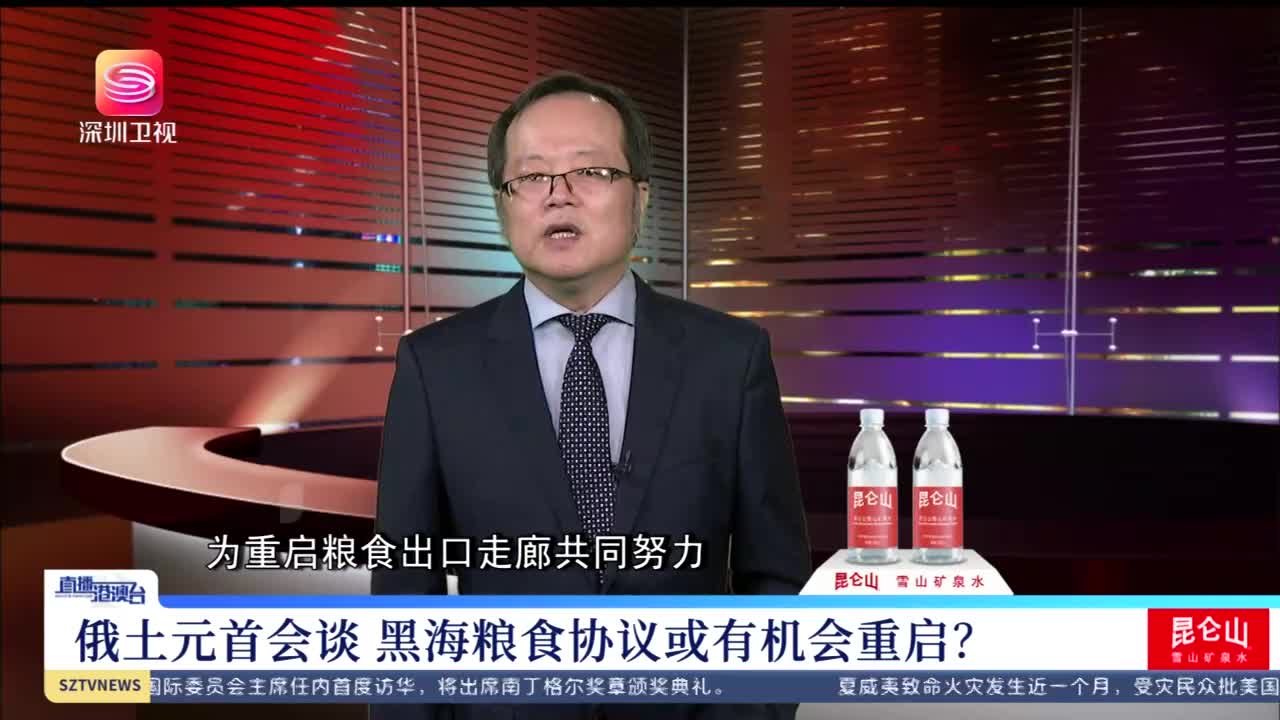 深圳卫视
昆仑山
昆仑山
为重启粮食出口走廊共同努力
昆仑山 雪山矿泉水
直播港澳台
俄土元首会谈 黑海粮食协议或有机会重启?
昆仑山
雪山矿泉水
SZTVNEWS
国际委员会主席任内首度访华，将出席南丁格尔奖章颁奖典礼。 夏威夷致命火灾发生近一个月，受灾民众批美国